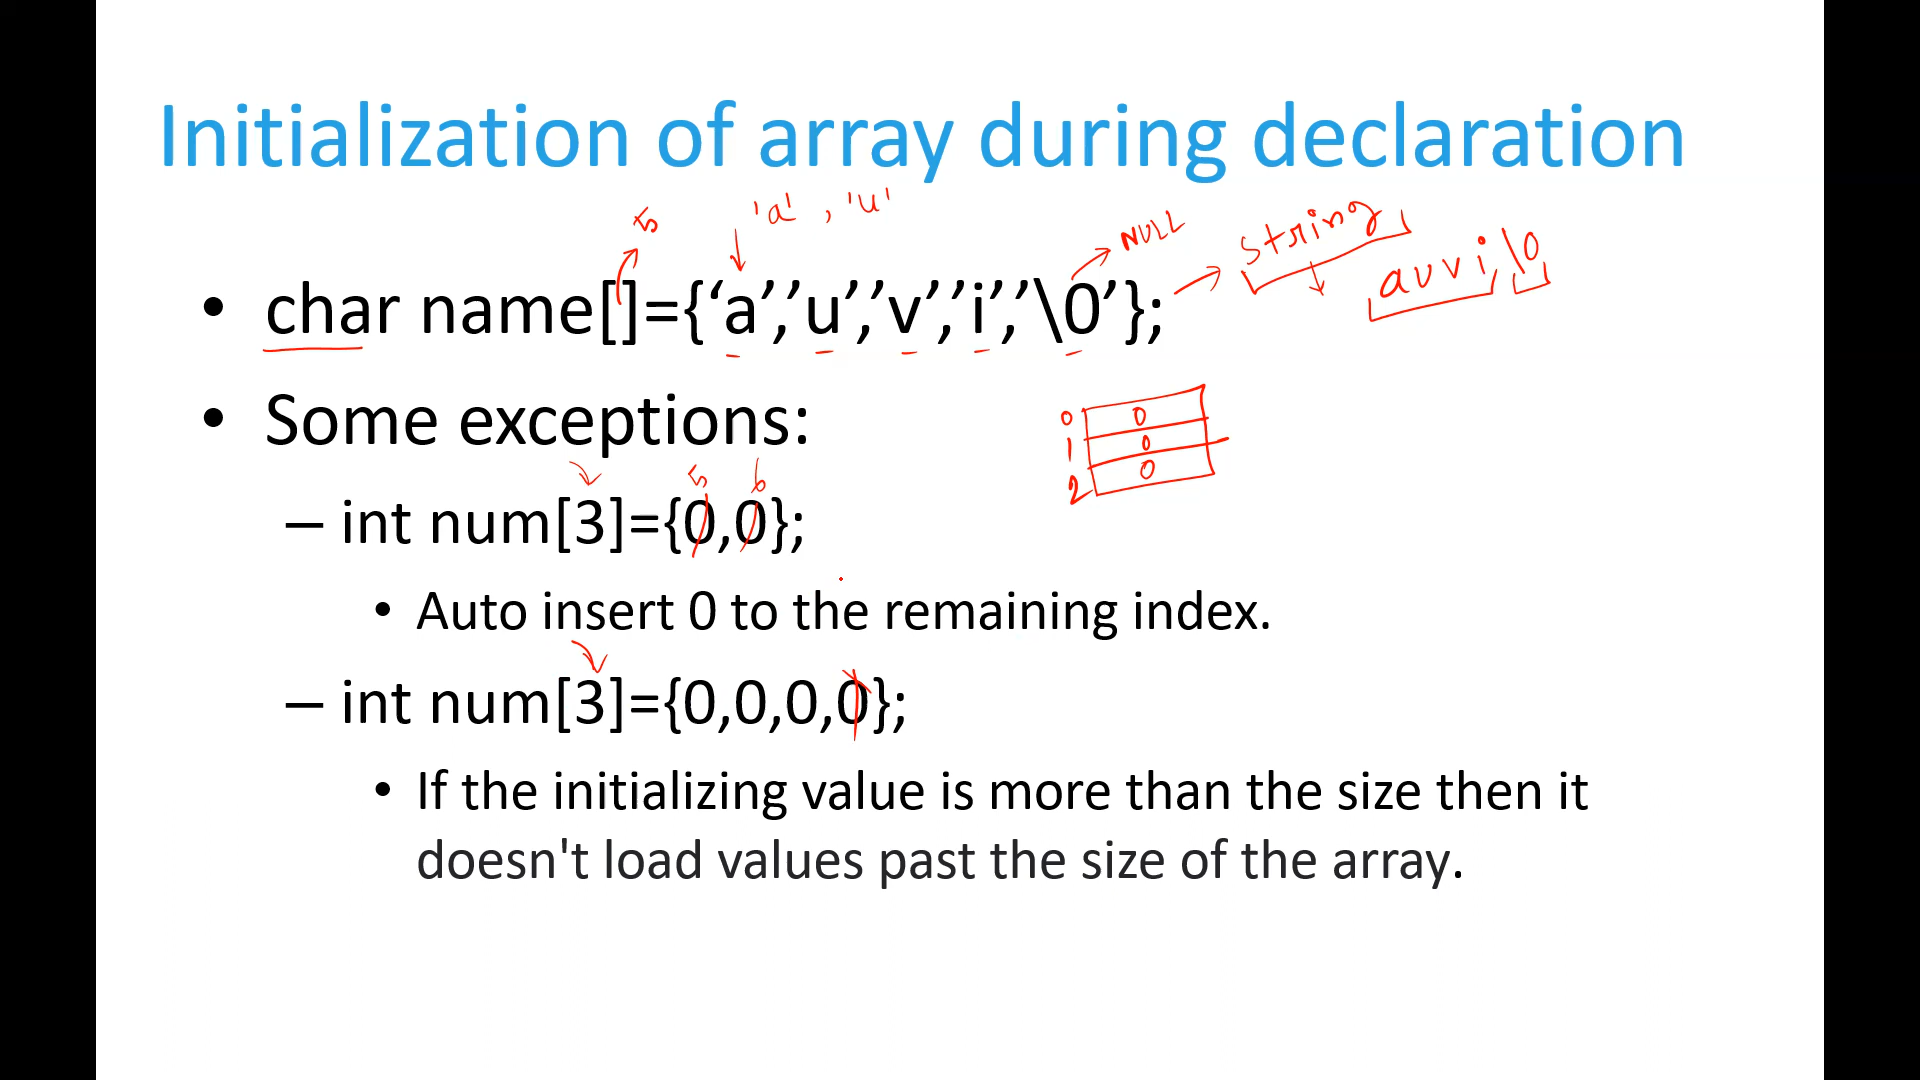 Initialization of array during declaration
5 'a' , 'u' NULL string auvi,\0
• char name[]={‘a’,’u’,’v’,’i’,’\0’};
• Some exceptions:
0 0
1 0
2 0
5 6
– int num[3]={0,0};
• Auto insert 0 to the remaining index.
– int num[3]={0,0,0,0};
• If the initializing value is more than the size then it
doesn't load values past the size of the array.